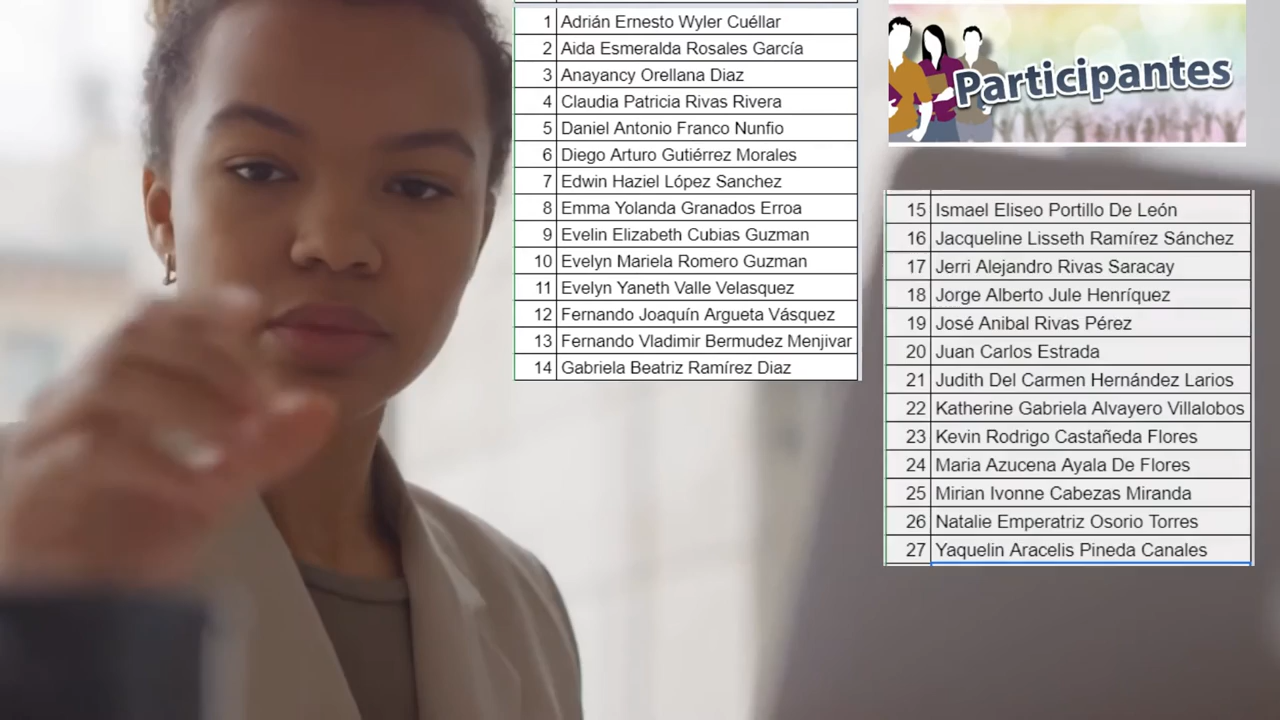 1 Adrián Ernesto Wyler Cuéllar
2 Aida Esmeralda Rosales García
3 Anayancy Orellana Diaz
4 Claudia Patricia Rivas Rivera
5 Daniel Antonio Franco Nunfio
6 Diego Arturo Gutiérrez Morales
7 Edwin Haziel López Sanchez
8 Emma Yolanda Granados Erroa
9 Evelin Elizabeth Cubias Guzman
10 Evelyn Mariela Romero Guzman
11 Evelyn Yaneth Valle Velasquez
12 Fernando Joaquín Argueta Vásquez
13 Fernando Vladimir Bermudez Menjivar
14 Gabriela Beatriz Ramírez Diaz
Participantes
15 Ismael Eliseo Portillo De León
16 Jacqueline Lisseth Ramírez Sánchez
17 Jerri Alejandro Rivas Saracay
18 Jorge Alberto Jule Henríquez
19 José Anibal Rivas Pérez
20 Juan Carlos Estrada
21 Judith Del Carmen Hernández Larios
22 Katherine Gabriela Alvayero Villalobos
23 Kevin Rodrigo Castañeda Flores
24 Maria Azucena Ayala De Flores
25 Mirian Ivonne Cabezas Miranda
26 Natalie Emperatriz Osorio Torres
27 Yaquelin Aracelis Pineda Canales